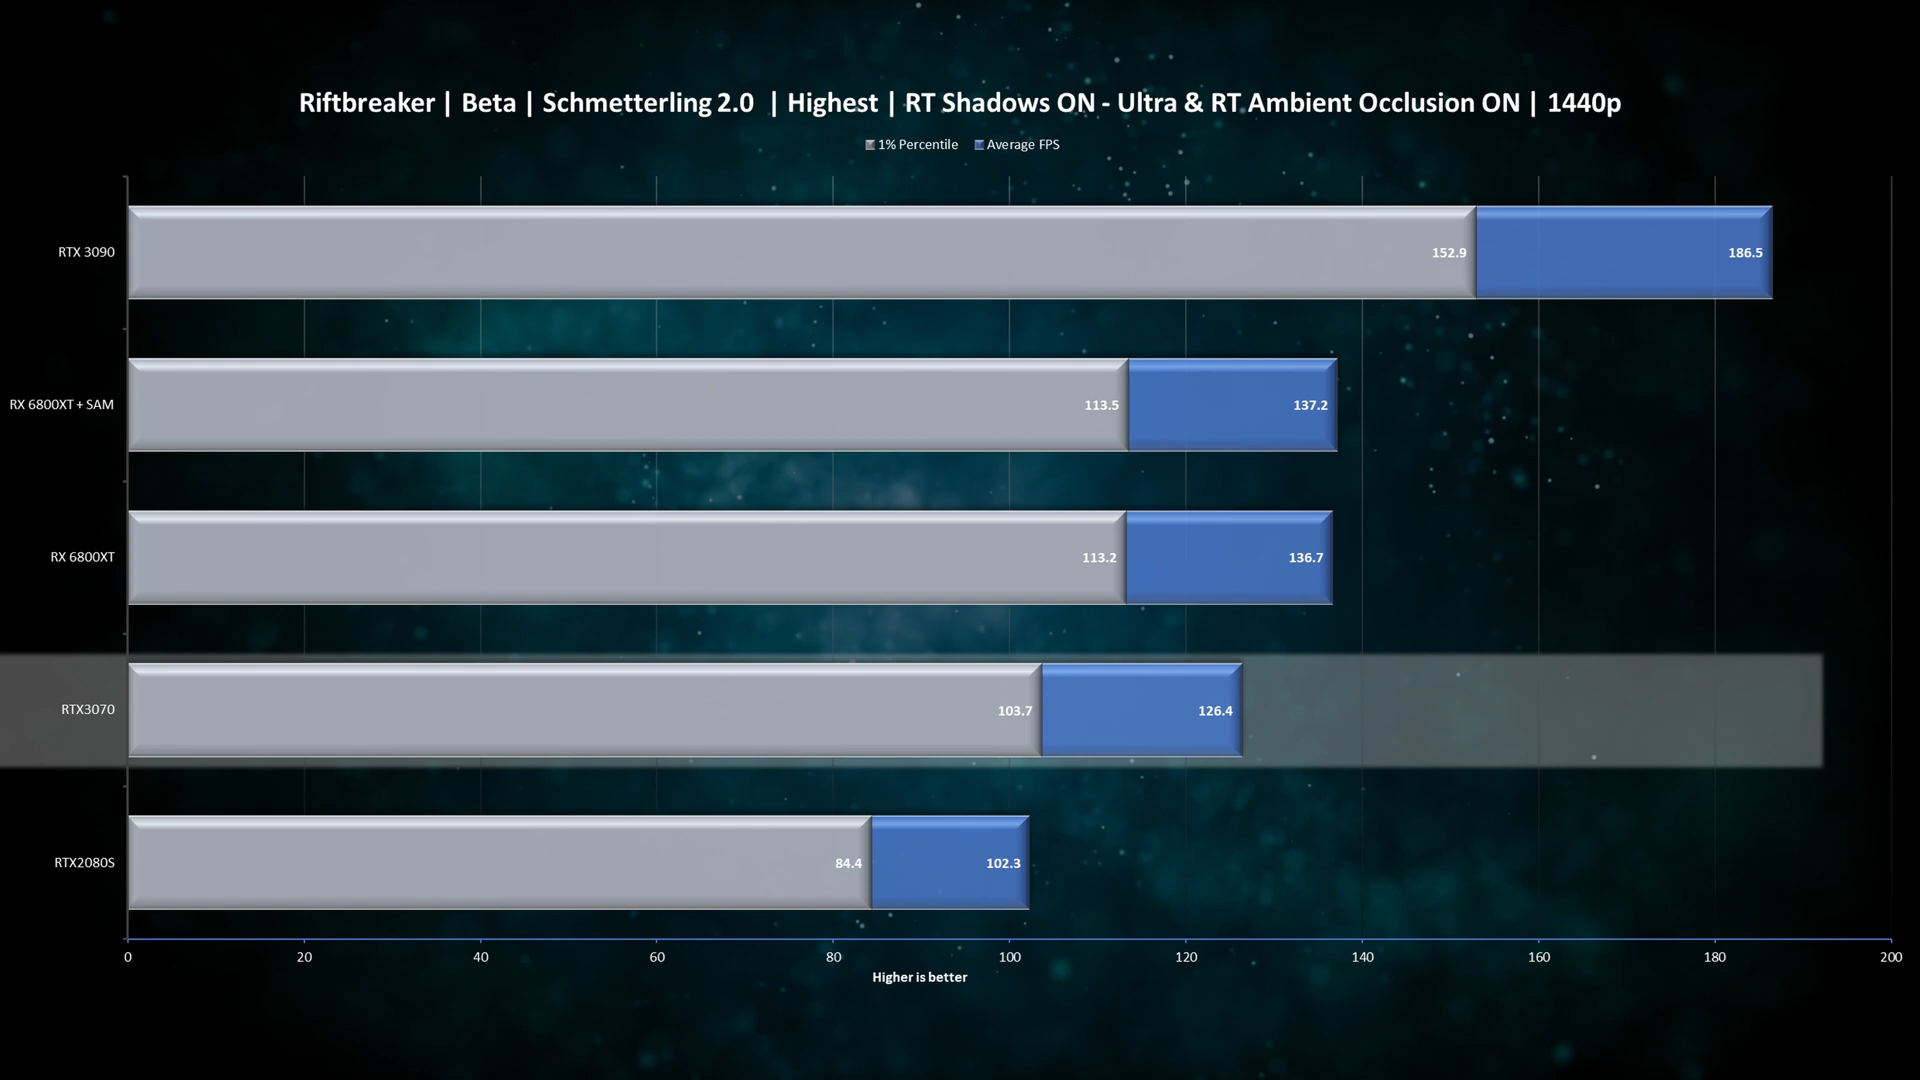 Riftbreaker | Beta | Schmetterling 2.0 | Highest | RT Shadows ON - Ultra & RT Ambient Occlusion ON | 1440p
1% Percentile Average FPS
RTX 3090 152.9 186.5
RX 6800XT + SAM 113.5 137.2
RX 6800XT 113.2 136.7
RTX3070 103.7 126.4
RTX2080S 84.4 102.3
0 20 40 60 80 100 120 140 160 180 200
Higher is better